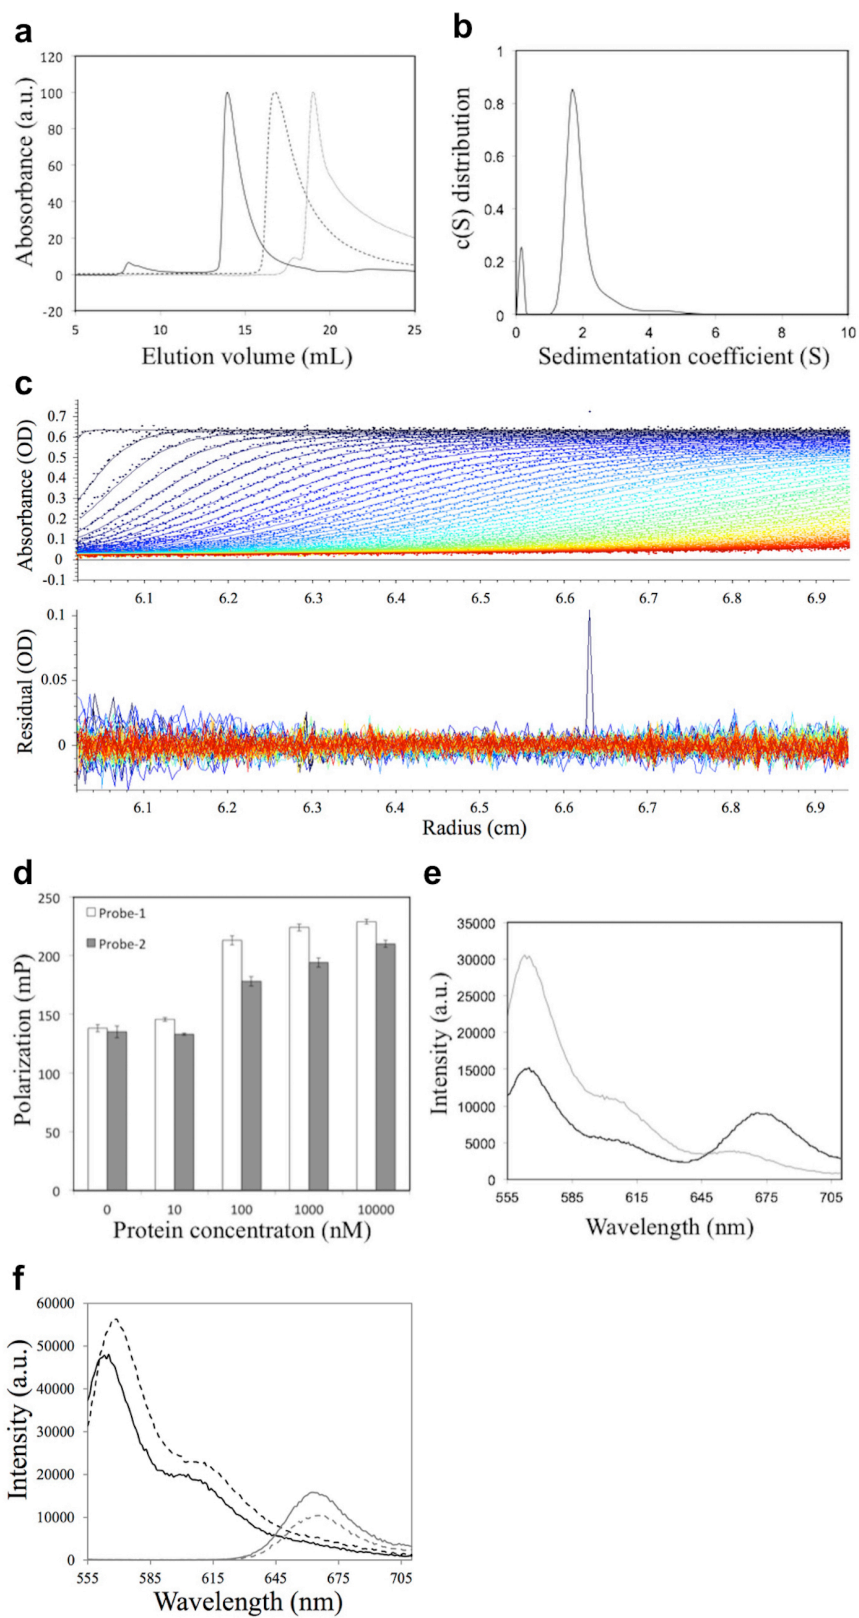 a
120
100
80
60
40
20
0
-20
Abosorbance (a.u.)
5 10 15 20 25
Elution volume (mL)
b
1
0.8
0.6
0.4
0.2
0
c(S) distribution
0 2 4 6 8 10
Sedimentation coefficient (S)
c
0.7
0.6
0.5
0.4
0.3
0.2
0.1
0
-0.1
Absorbance (OD)
6.1 6.2 6.3 6.4 6.5 6.6 6.7 6.8 6.9
0.1
0.05
0
Residual (OD)
6.1 6.2 6.3 6.4 6.5 6.6 6.7 6.8 6.9
Radius (cm)
d
250
200
150
100
50
0
Polarization (mP)
Probe-1
Probe-2
0 10 100 1000 10000
Protein concentraton (nM)
e
35000
30000
25000
20000
15000
10000
5000
0
Intensity (a.u.)
555 585 615 645 675 705
Wavelength (nm)
f
60000
50000
40000
30000
20000
10000
0
Intensity (a.u.)
555 585 615 645 675 705
Wavelength (nm)